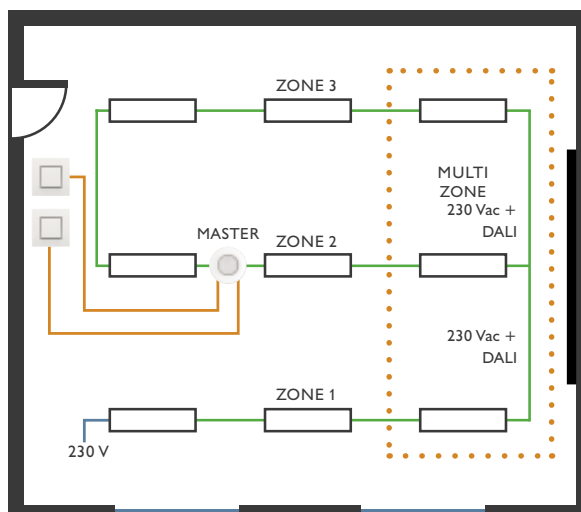 ZONE 3
MULTI
ZONE
230 Vac +
DALI
MASTER
ZONE 2
230 Vac +
DALI
ZONE 1
230 V